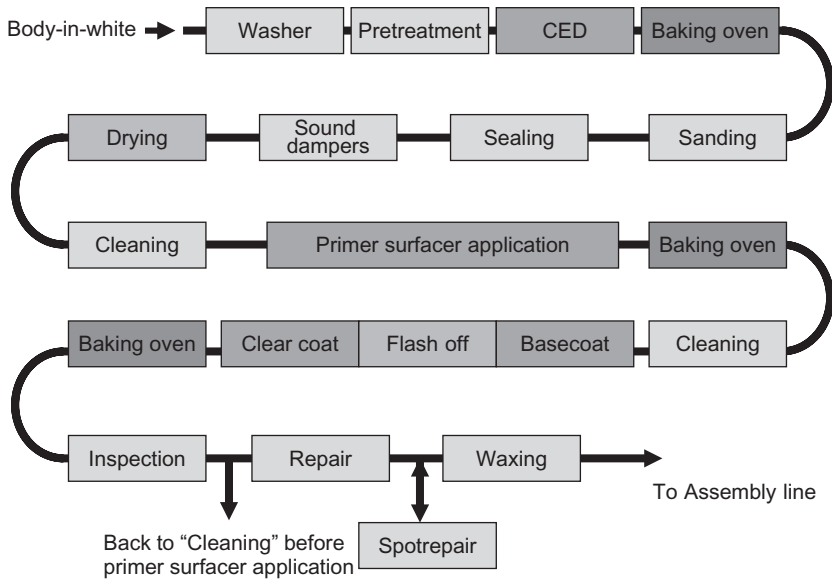 Body-in-white
Washer
Pretreatment
CED
Baking oven
Drying
Sound
dampers
Sealing
Sanding
Cleaning
Primer surfacer application
Baking oven
Baking oven
Clear coat
Flash off
Basecoat
Cleaning
Inspection
Repair
Waxing
To Assembly line
Back to “Cleaning” before
primer surfacer application
Spotrepair